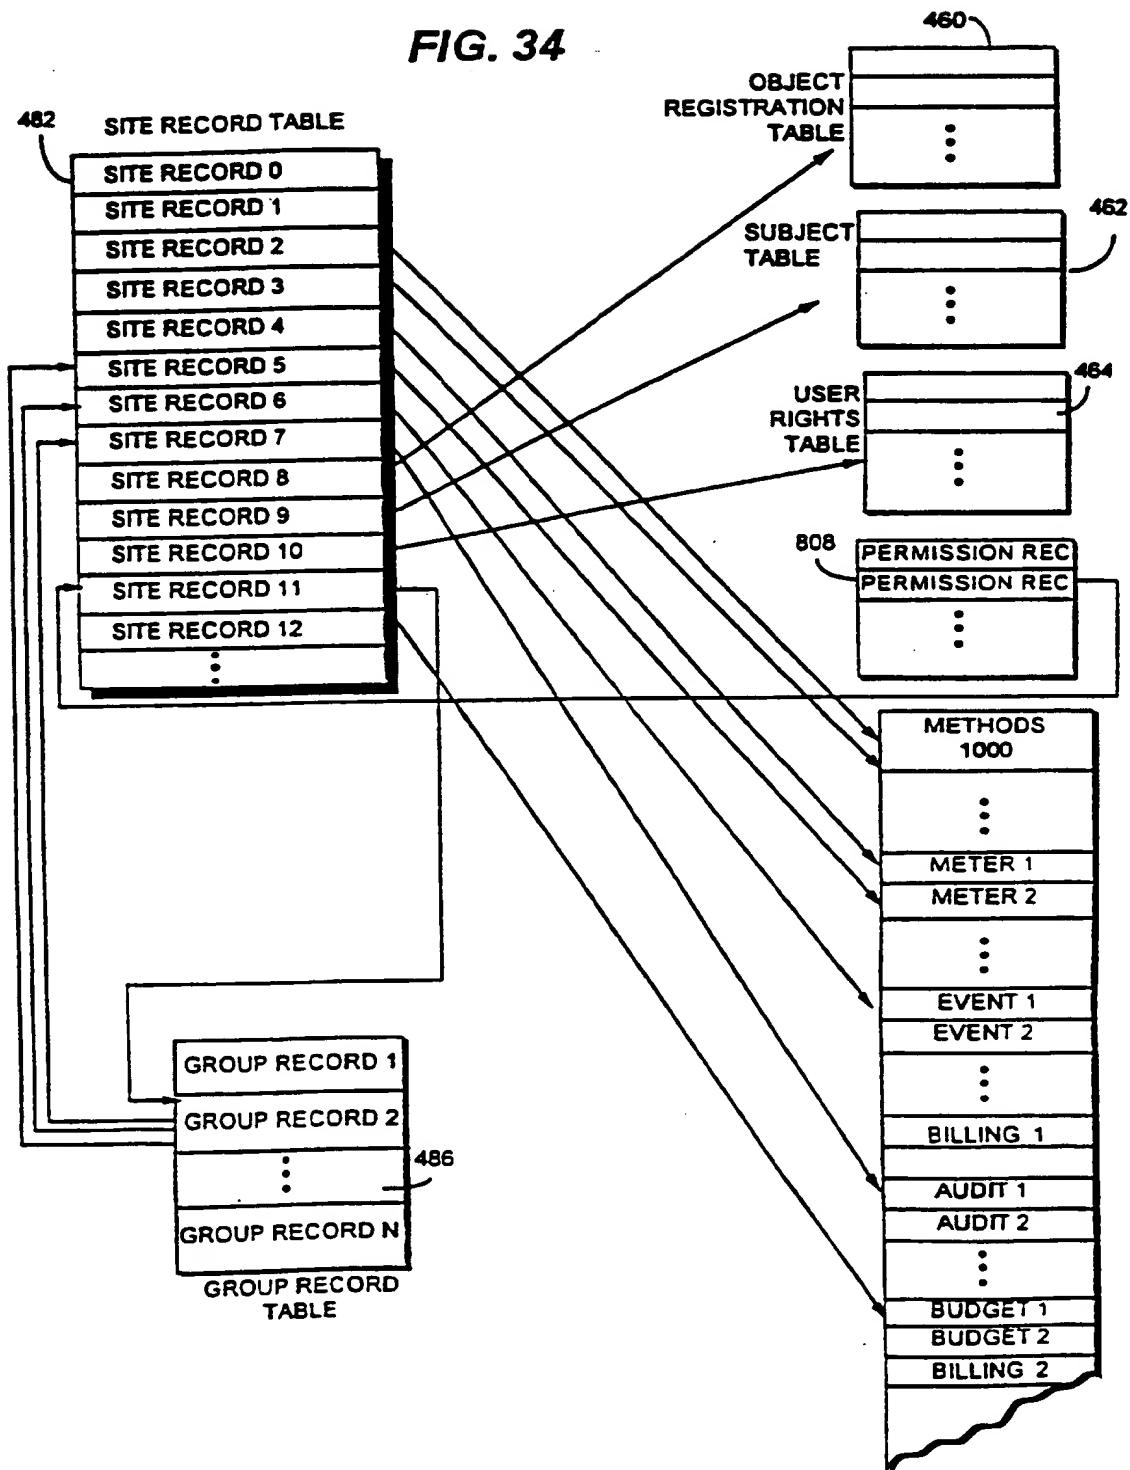 FIG. 34
460
OBJECT
REGISTRATION
TABLE
482
SITE RECORD TABLE
SITE RECORD 0
SITE RECORD 1
SITE RECORD 2
SITE RECORD 3
SITE RECORD 4
SITE RECORD 5
SITE RECORD 6
SITE RECORD 7
SITE RECORD 8
SITE RECORD 9
SITE RECORD 10
SITE RECORD 11
SITE RECORD 12
462
SUBJECT
TABLE
464
USER
RIGHTS
TABLE
808
PERMISSION REC
PERMISSION REC
METHODS
1000
METER 1
METER 2
EVENT 1
EVENT 2
BILLING 1
AUDIT 1
AUDIT 2
BUDGET 1
BUDGET 2
BILLING 2
GROUP RECORD 1
GROUP RECORD 2
486
GROUP RECORD N
GROUP RECORD
TABLE